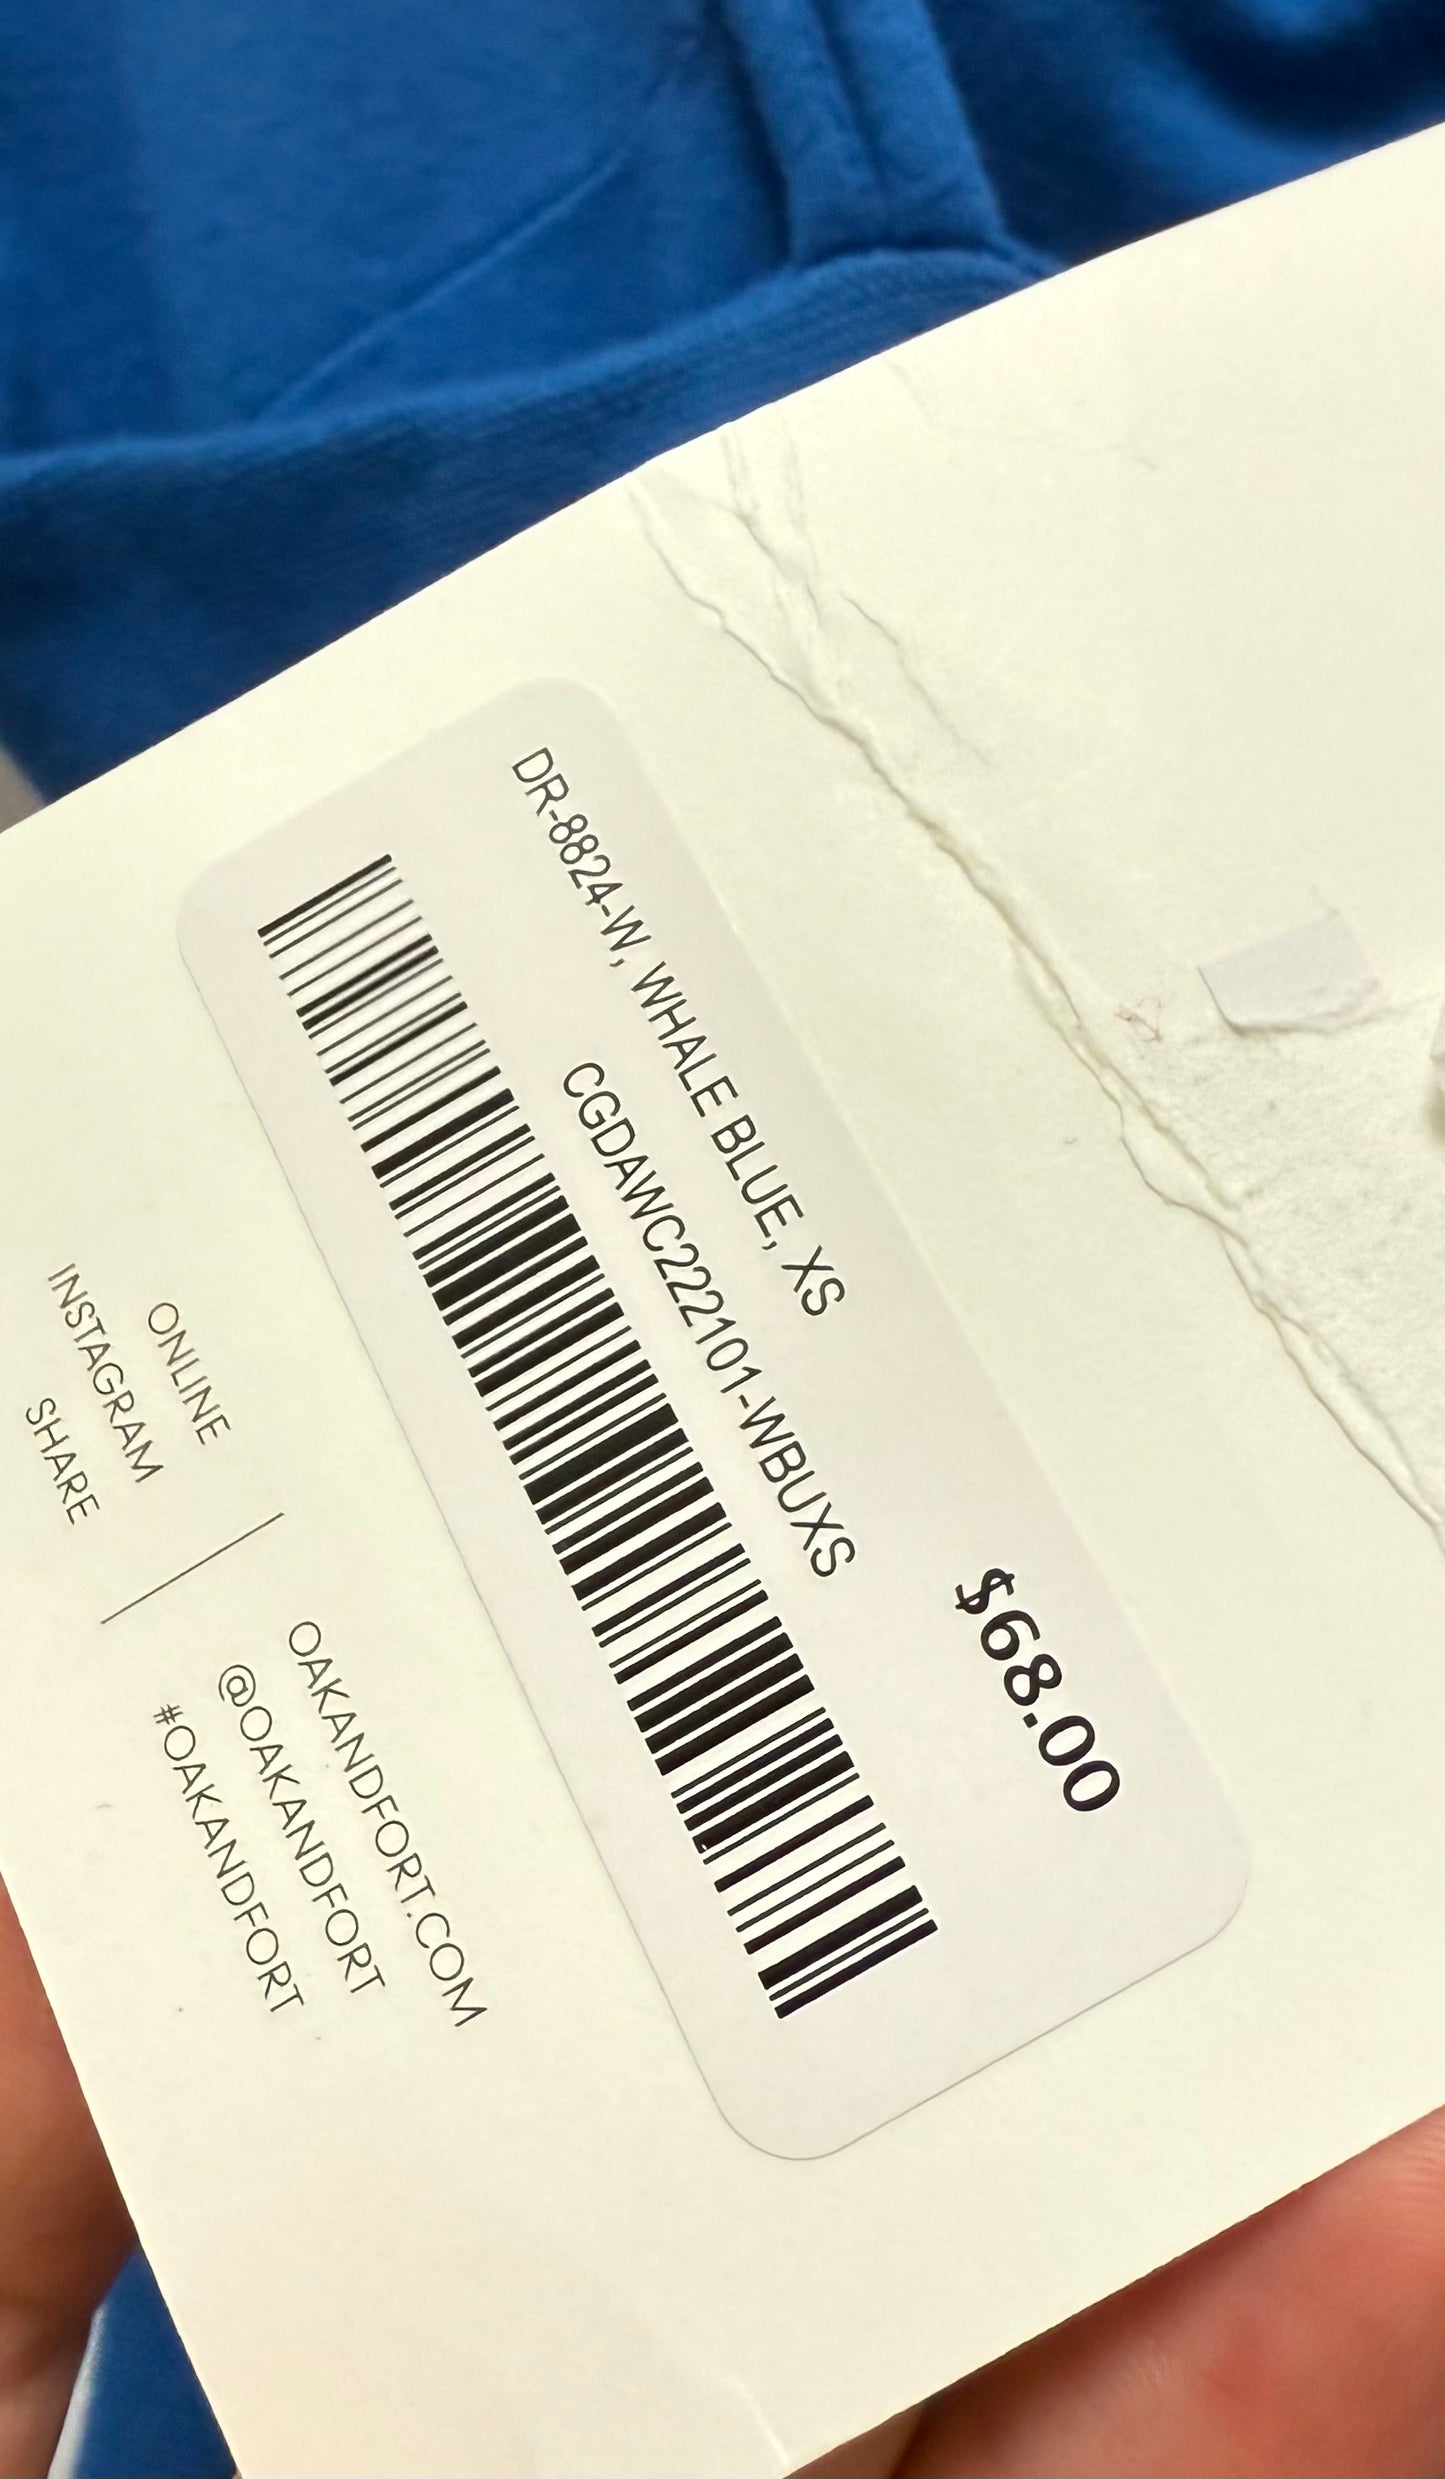 DR-8824-W, WHALE BLUE, XS
$68.00
CGDAWC222101-WBUXS
ONLINE OAKANDFORT.COM
INSTAGRAM @OAKANDFORT
SHARE #OAKANDFORT